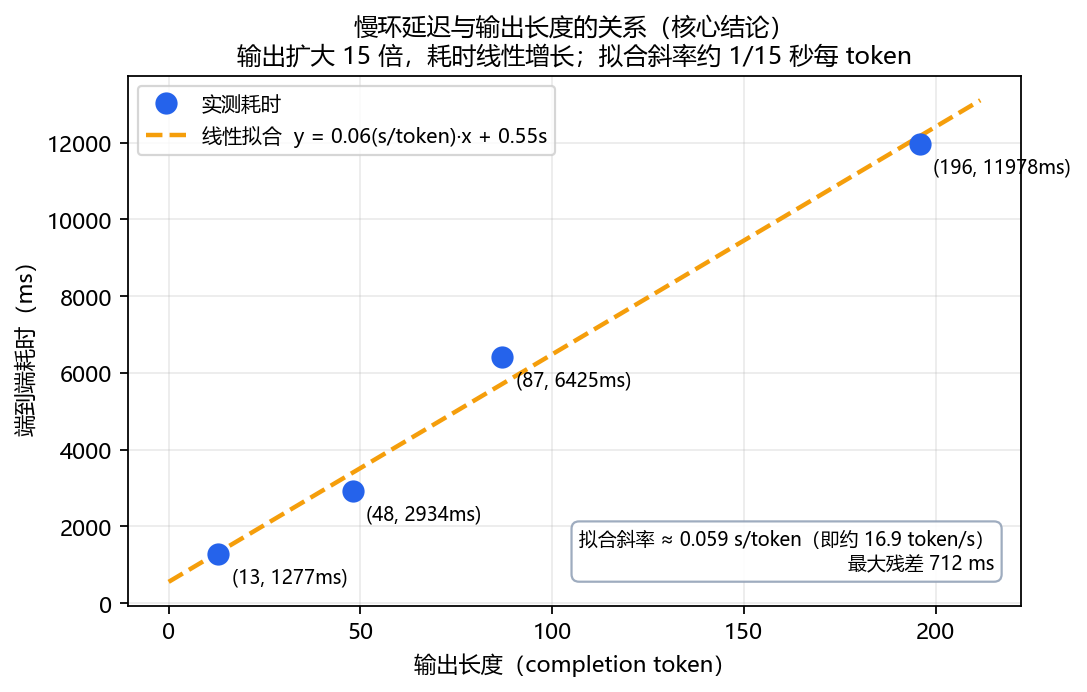 慢环延迟与输出长度的关系（核心结论）
输出扩大 15 倍，耗时线性增长；拟合斜率约 1/15 秒每 token
实测耗时
线性拟合  y = 0.06(s/token)·x + 0.55s
端到端耗时（ms）
12000
10000
8000
6000
4000
2000
0
(196, 11978ms)
(87, 6425ms)
(48, 2934ms)
(13, 1277ms)
拟合斜率 ≈ 0.059 s/token（即约 16.9 token/s）
最大残差 712 ms
0
50
100
150
200
输出长度（completion token）